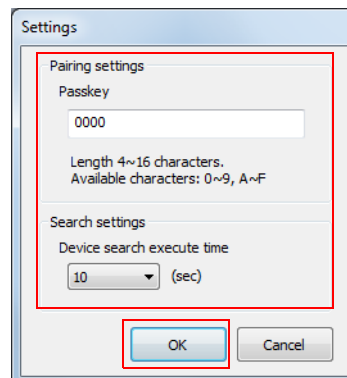 Settings
Pairing settings
Passkey
0000
Length 4~16 characters.
Available characters: 0~9, A~F
Search settings
Device search execute time
10 (sec)
OK Cancel